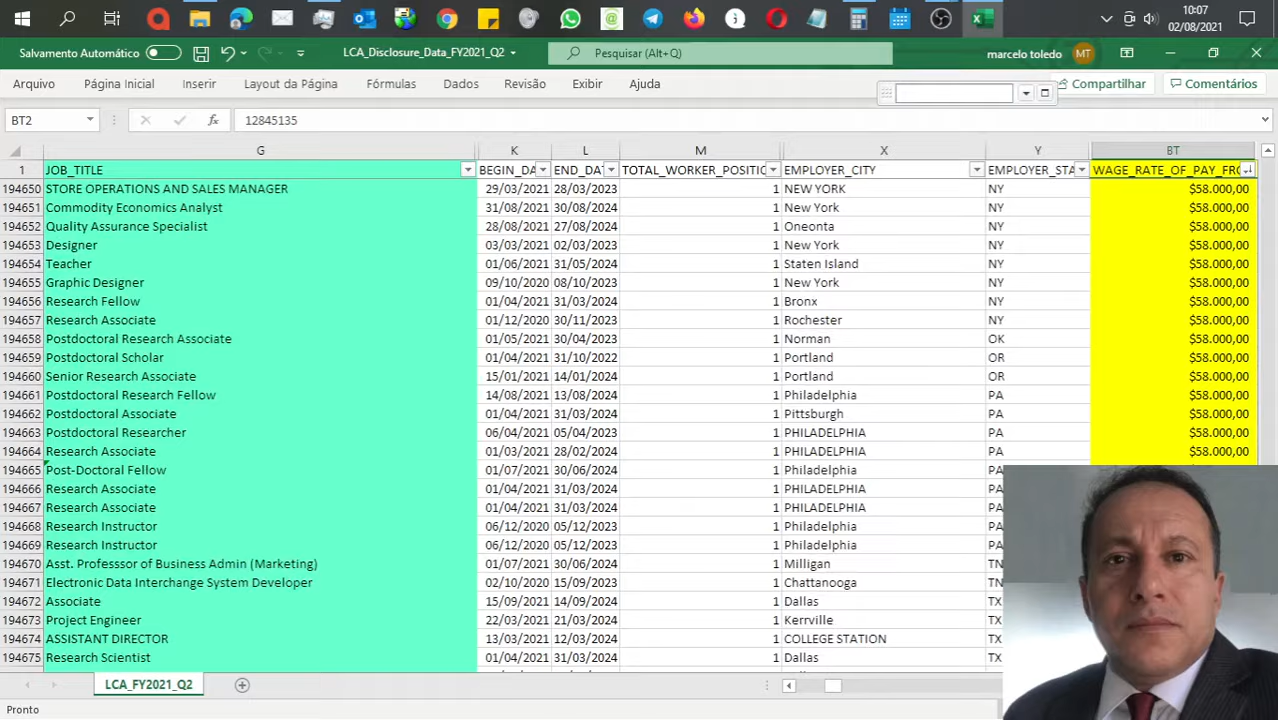 10:07
02/08/2021
Salvamento Automático
LCA_Disclosure_Data_FY2021_Q2
Pesquisar (Alt+Q)
marcelo toledo
MT
Arquivo Página Inicial Inserir Layout da Página Fórmulas Dados Revisão Exibir Ajuda Compartilhar Comentários
BT2 fx 12845135
G K L M X Y BT
1 JOB_TITLE BEGIN_DA END_DAT TOTAL_WORKER_POSITIO EMPLOYER_CITY EMPLOYER_STA WAGE_RATE_OF_PAY_FRO
194650 STORE OPERATIONS AND SALES MANAGER 29/03/2021 28/03/2023 1 NEW YORK NY $58.000,00
194651 Commodity Economics Analyst 31/08/2021 30/08/2024 1 New York NY $58.000,00
194652 Quality Assurance Specialist 28/08/2021 27/08/2024 1 Oneonta NY $58.000,00
194653 Designer 03/03/2021 02/03/2023 1 New York NY $58.000,00
194654 Teacher 01/06/2021 31/05/2024 1 Staten Island NY $58.000,00
194655 Graphic Designer 09/10/2020 08/10/2023 1 New York NY $58.000,00
194656 Research Fellow 01/04/2021 31/03/2024 1 Bronx NY $58.000,00
194657 Research Associate 01/12/2020 30/11/2023 1 Rochester NY $58.000,00
194658 Postdoctoral Research Associate 01/05/2021 30/04/2023 1 Norman OK $58.000,00
194659 Postdoctoral Scholar 01/04/2021 31/10/2022 1 Portland OR $58.000,00
194660 Senior Research Associate 15/01/2021 14/01/2024 1 Portland OR $58.000,00
194661 Postdoctoral Research Fellow 14/08/2021 13/08/2024 1 Philadelphia PA $58.000,00
194662 Postdoctoral Associate 01/04/2021 31/03/2024 1 Pittsburgh PA $58.000,00
194663 Postdoctoral Researcher 06/04/2021 05/04/2023 1 PHILADELPHIA PA $58.000,00
194664 Research Associate 01/03/2021 28/02/2024 1 PHILADELPHIA PA $58.000,00
194665 Post-Doctoral Fellow 01/07/2021 30/06/2024 1 Philadelphia PA
194666 Research Associate 01/04/2021 31/03/2024 1 PHILADELPHIA PA
194667 Research Associate 01/04/2021 31/03/2024 1 PHILADELPHIA PA
194668 Research Instructor 06/12/2020 05/12/2023 1 Philadelphia PA
194669 Research Instructor 06/12/2020 05/12/2023 1 Philadelphia PA
194670 Asst. Professsor of Business Admin (Marketing) 01/07/2021 30/06/2024 1 Milligan TN
194671 Electronic Data Interchange System Developer 02/10/2020 15/09/2023 1 Chattanooga TN
194672 Associate 15/09/2021 14/09/2024 1 Dallas TX
194673 Project Engineer 22/03/2021 21/03/2024 1 Kerrville TX
194674 ASSISTANT DIRECTOR 13/03/2021 12/03/2024 1 COLLEGE STATION TX
194675 Research Scientist 01/04/2021 31/03/2024 1 Dallas TX
LCA_FY2021_Q2
Pronto